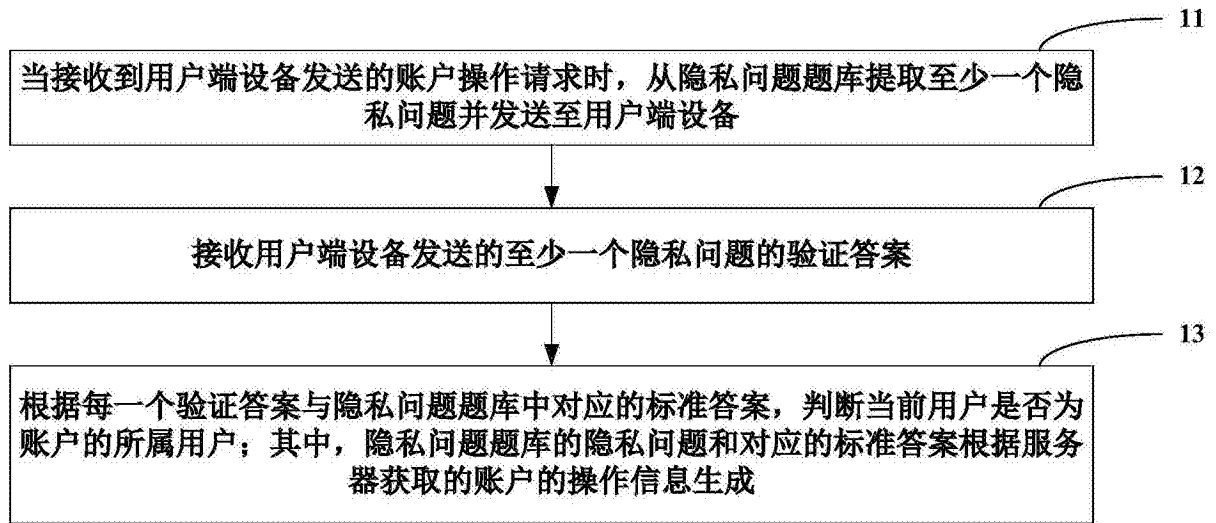 11
当接收到用户端设备发送的账户操作请求时，从隐私问题题库提取至少一个隐
私问题并发送至用户端设备
12
接收用户端设备发送的至少一个隐私问题的验证答案
13
根据每一个验证答案与隐私问题题库中对应的标准答案，判断当前用户是否为
账户的所属用户；其中，隐私问题题库的隐私问题和对应的标准答案根据服务
器获取的账户的操作信息生成